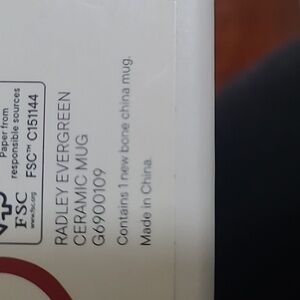 Paper from
responsible sources
FSC™ C151144
FSC
www.fsc.org
RADLEY EVERGREEN
CERAMIC MUG
G6900109
Contains 1 new bone china mug.
Made in China.